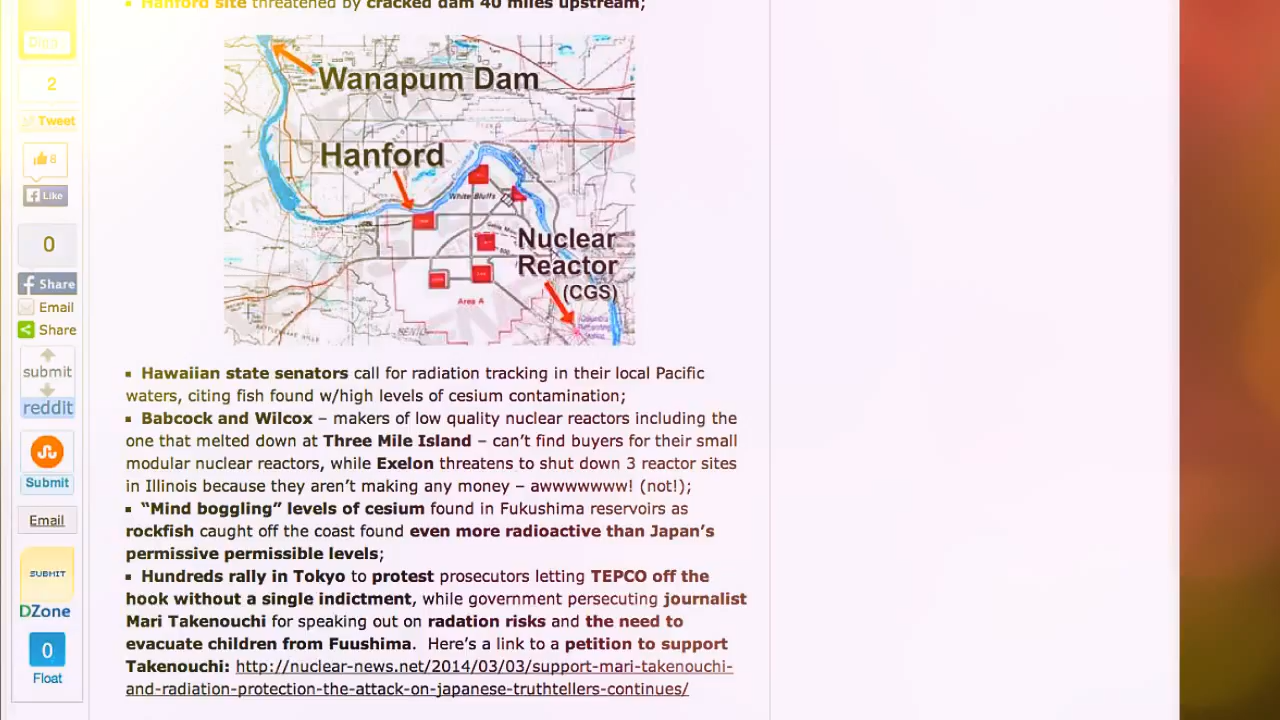 Hanford site threatened by cracked dam 40 miles upstream;
Digg
2
Tweet
8
Like
0
Share
Email
Share
submit
reddit
Submit
Email
SUBMIT
DZone
0
Float
Wanapum Dam
Hanford
White Bluffs
Nuclear
Reactor
(CGS)
Area A
▪ Hawaiian state senators call for radiation tracking in their local Pacific
waters, citing fish found w/high levels of cesium contamination;
▪ Babcock and Wilcox – makers of low quality nuclear reactors including the
one that melted down at Three Mile Island – can’t find buyers for their small
modular nuclear reactors, while Exelon threatens to shut down 3 reactor sites
in Illinois because they aren’t making any money – awwwwwww! (not!);
▪ “Mind boggling” levels of cesium found in Fukushima reservoirs as
rockfish caught off the coast found even more radioactive than Japan’s
permissive permissible levels;
▪ Hundreds rally in Tokyo to protest prosecutors letting TEPCO off the
hook without a single indictment, while government persecuting journalist
Mari Takenouchi for speaking out on radation risks and the need to
evacuate children from Fuushima. Here’s a link to a petition to support
Takenouchi: http://nuclear-news.net/2014/03/03/support-mari-takenouchi-
and-radiation-protection-the-attack-on-japanese-truthtellers-continues/